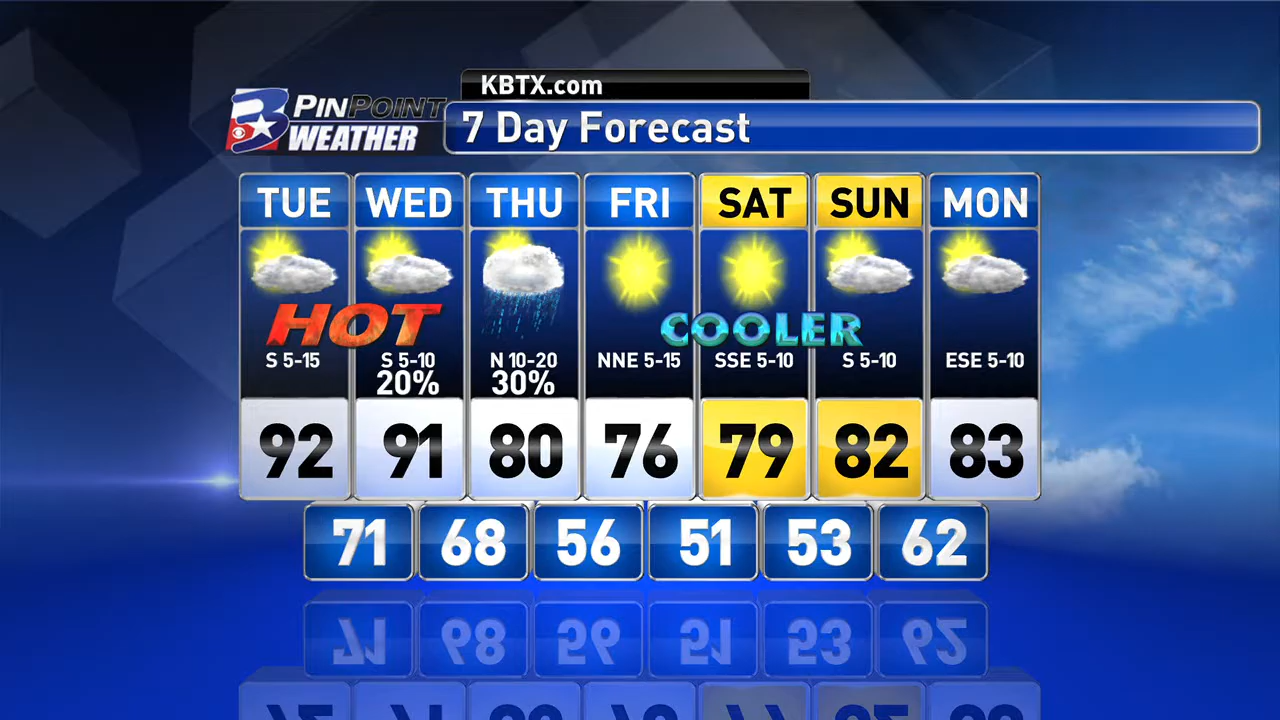 KBTX.com
3 PINPOINT
WEATHER
7 Day Forecast
TUE WED THU FRI SAT SUN MON
HOT COOLER
S 5-15 S 5-10 N 10-20 NNE 5-15 SSE 5-10 S 5-10 ESE 5-10
20% 30%
92 91 80 76 79 82 83
71 68 56 51 53 62